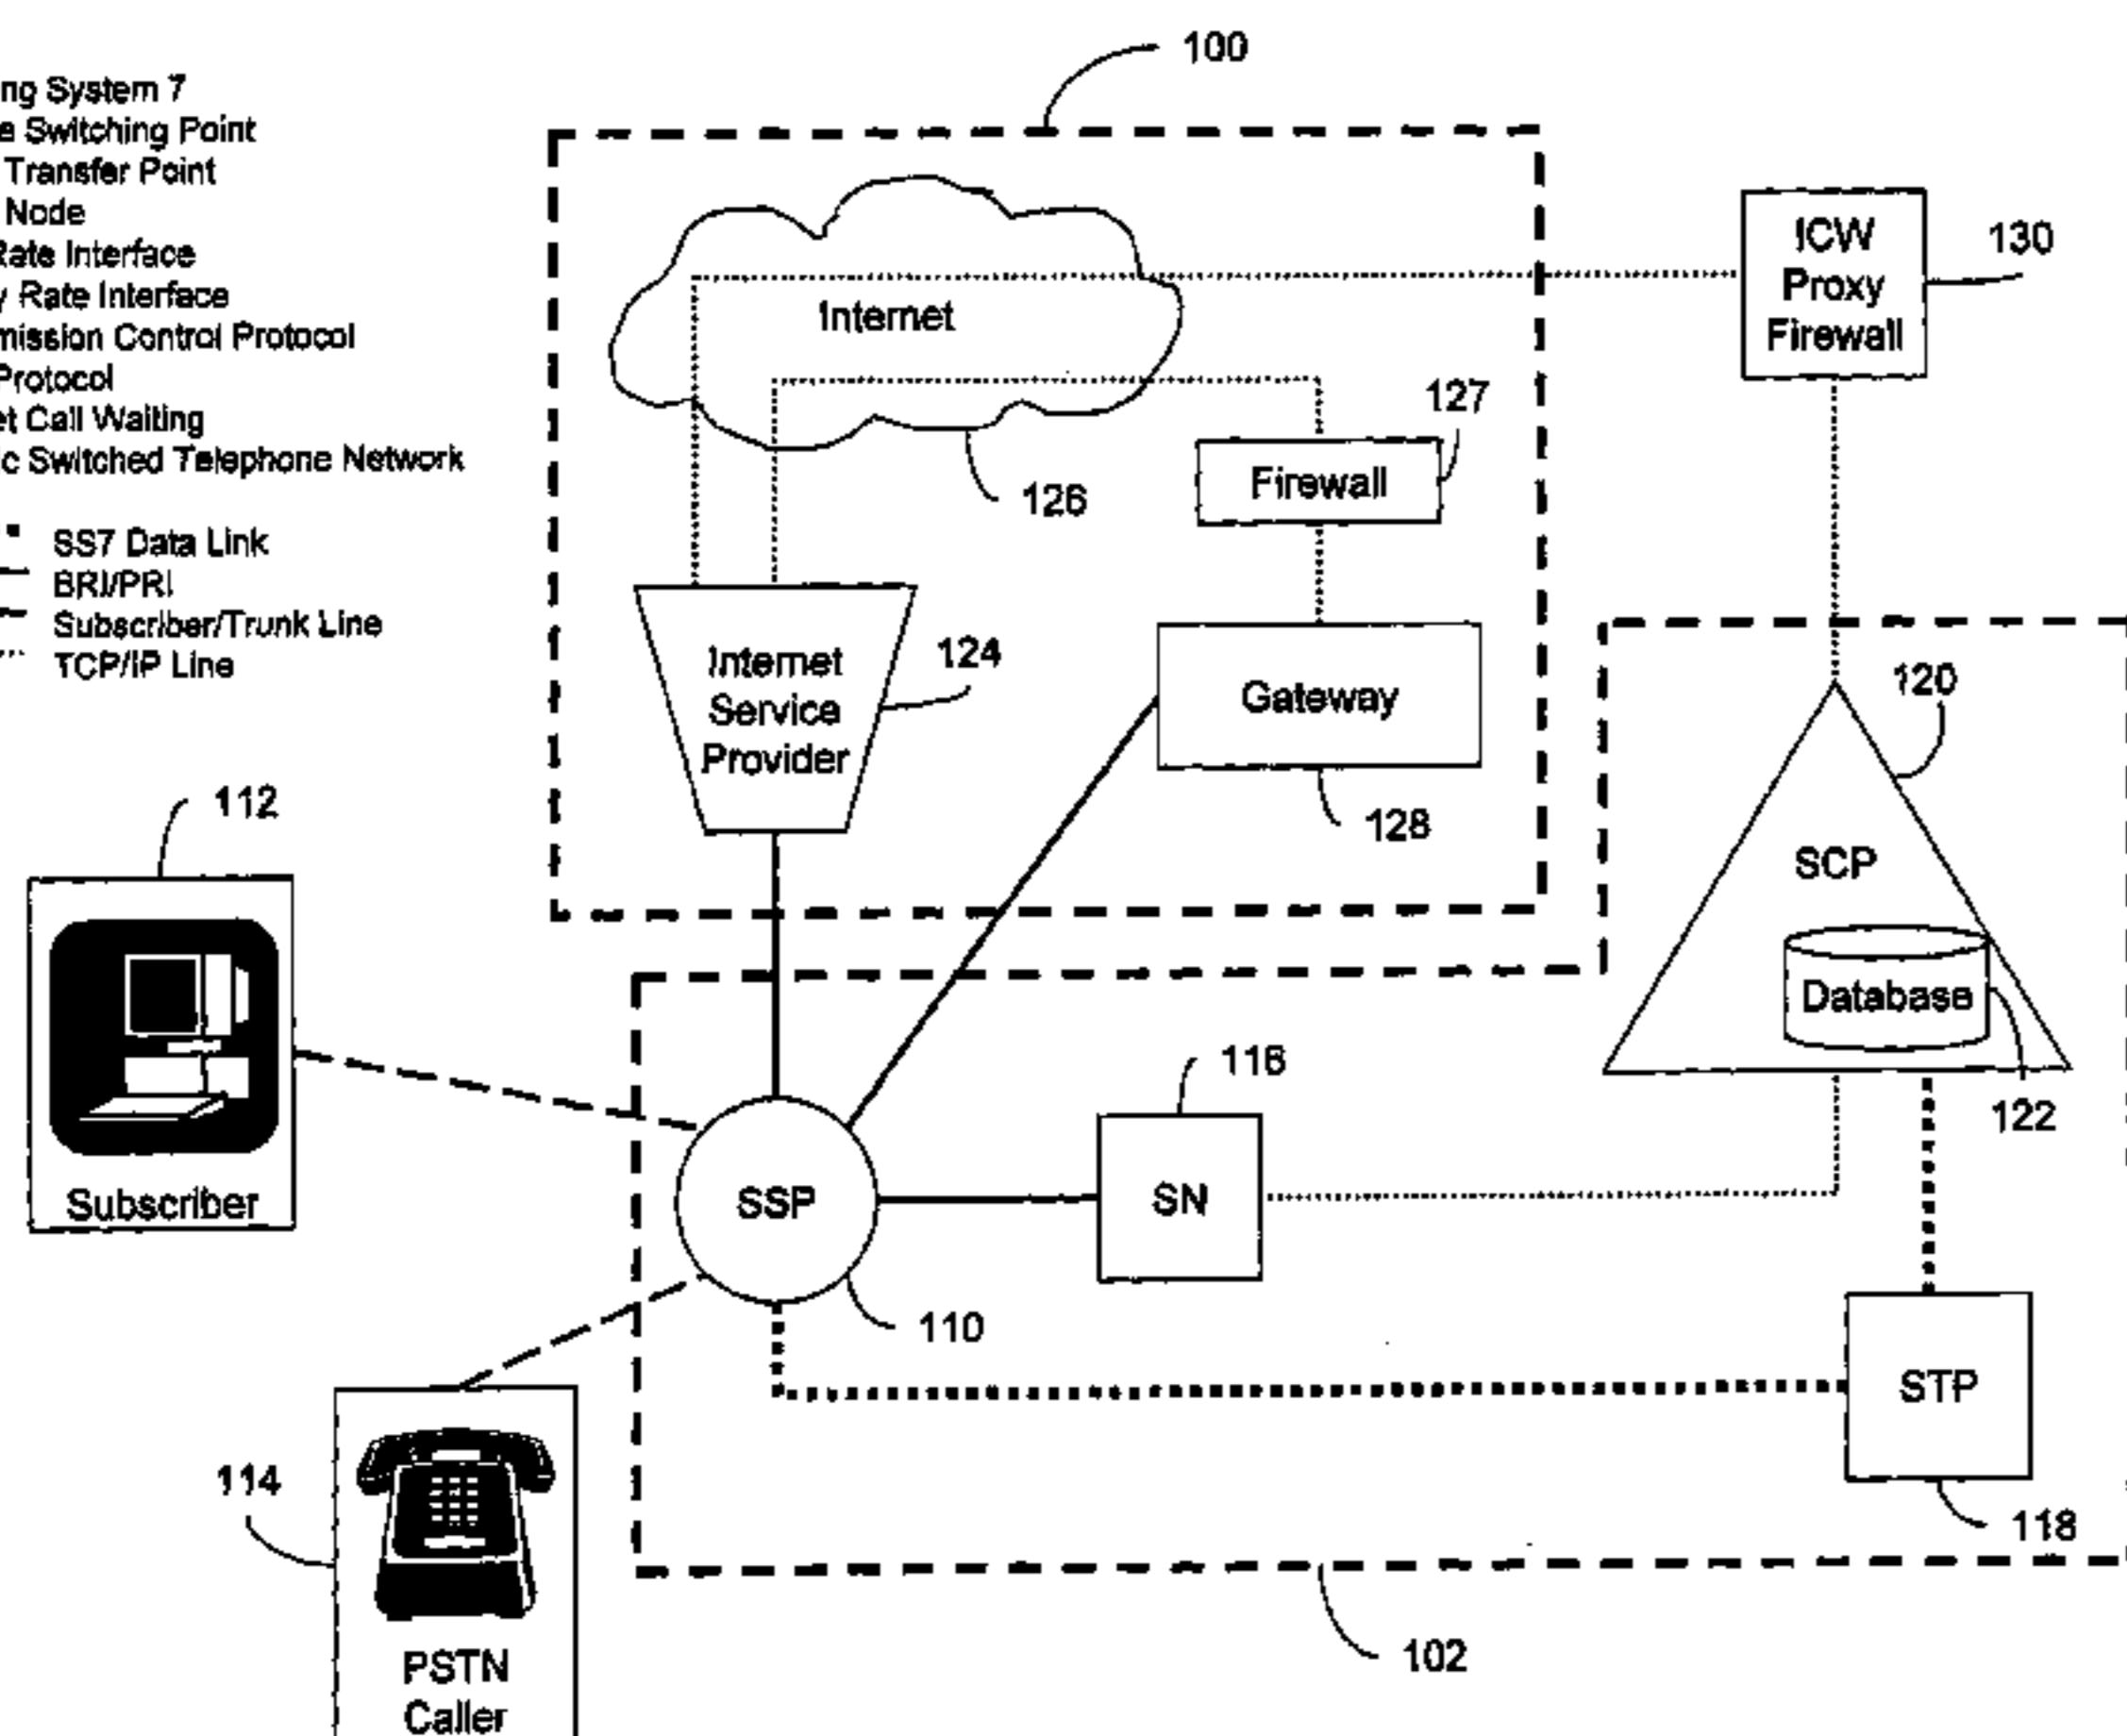 100
ng System 7
e Switching Point
Transfer Point
Node
Rate Interface
y Rate Interface
mission Control Protocol
Protocol
et Call Waiting
c Switched Telephone Network
SS7 Data Link
BRI/PRI
Subscriber/Trunk Line
TCP/IP Line
Internet
126
ICW
Proxy
Firewall
130
127
Firewall
Internet
Service
Provider
124
Gateway
128
120
SCP
Database
122
112
Subscriber
116
SSP
SN
110
STP
118
114
PSTN
Caller
102